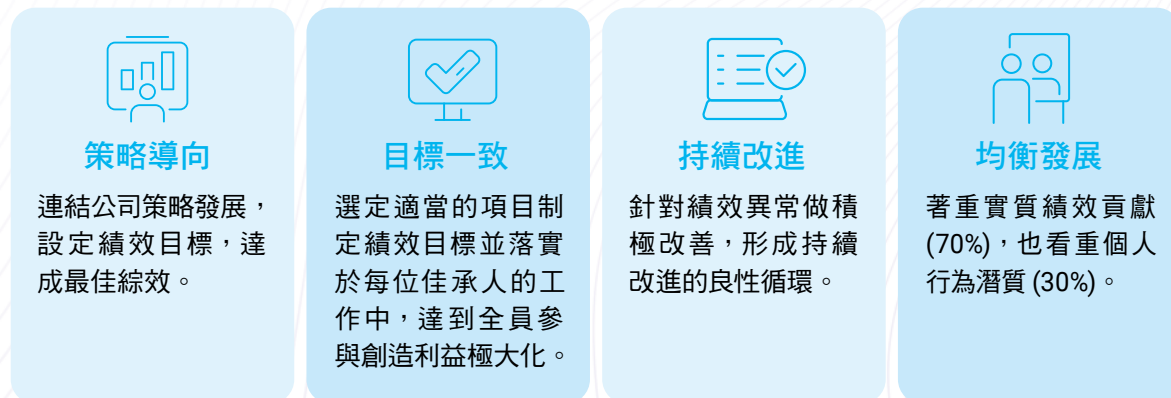 策略導向
連結公司策略發展，
設定績效目標，達
成最佳綜效。
目標一致
選定適當的項目制
定績效目標並落實
於每位佳承人的工
作中，達到全員參
與創造利益極大化。
持續改進
針對績效異常做積
極改善，形成持續
改進的良性循環。
均衡發展
著重實質績效貢獻
(70%)，也看重個人
行為潛質 (30%)。